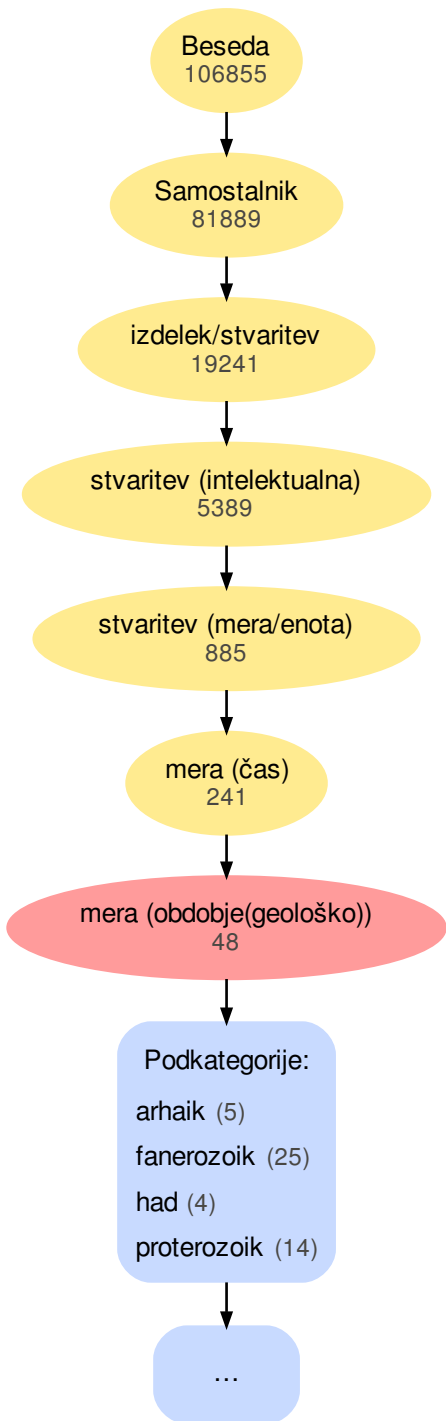 Beseda
106855
Samostalnik
81889
izdelek/stvaritev
19241
stvaritev (intelektualna)
5389
stvaritev (mera/enota)
885
mera (čas)
241
mera (obdobje(geološko))
48
Podkategorije:
arhaik (5)
fanerozoik (25)
had (4)
proterozoik (14)
...